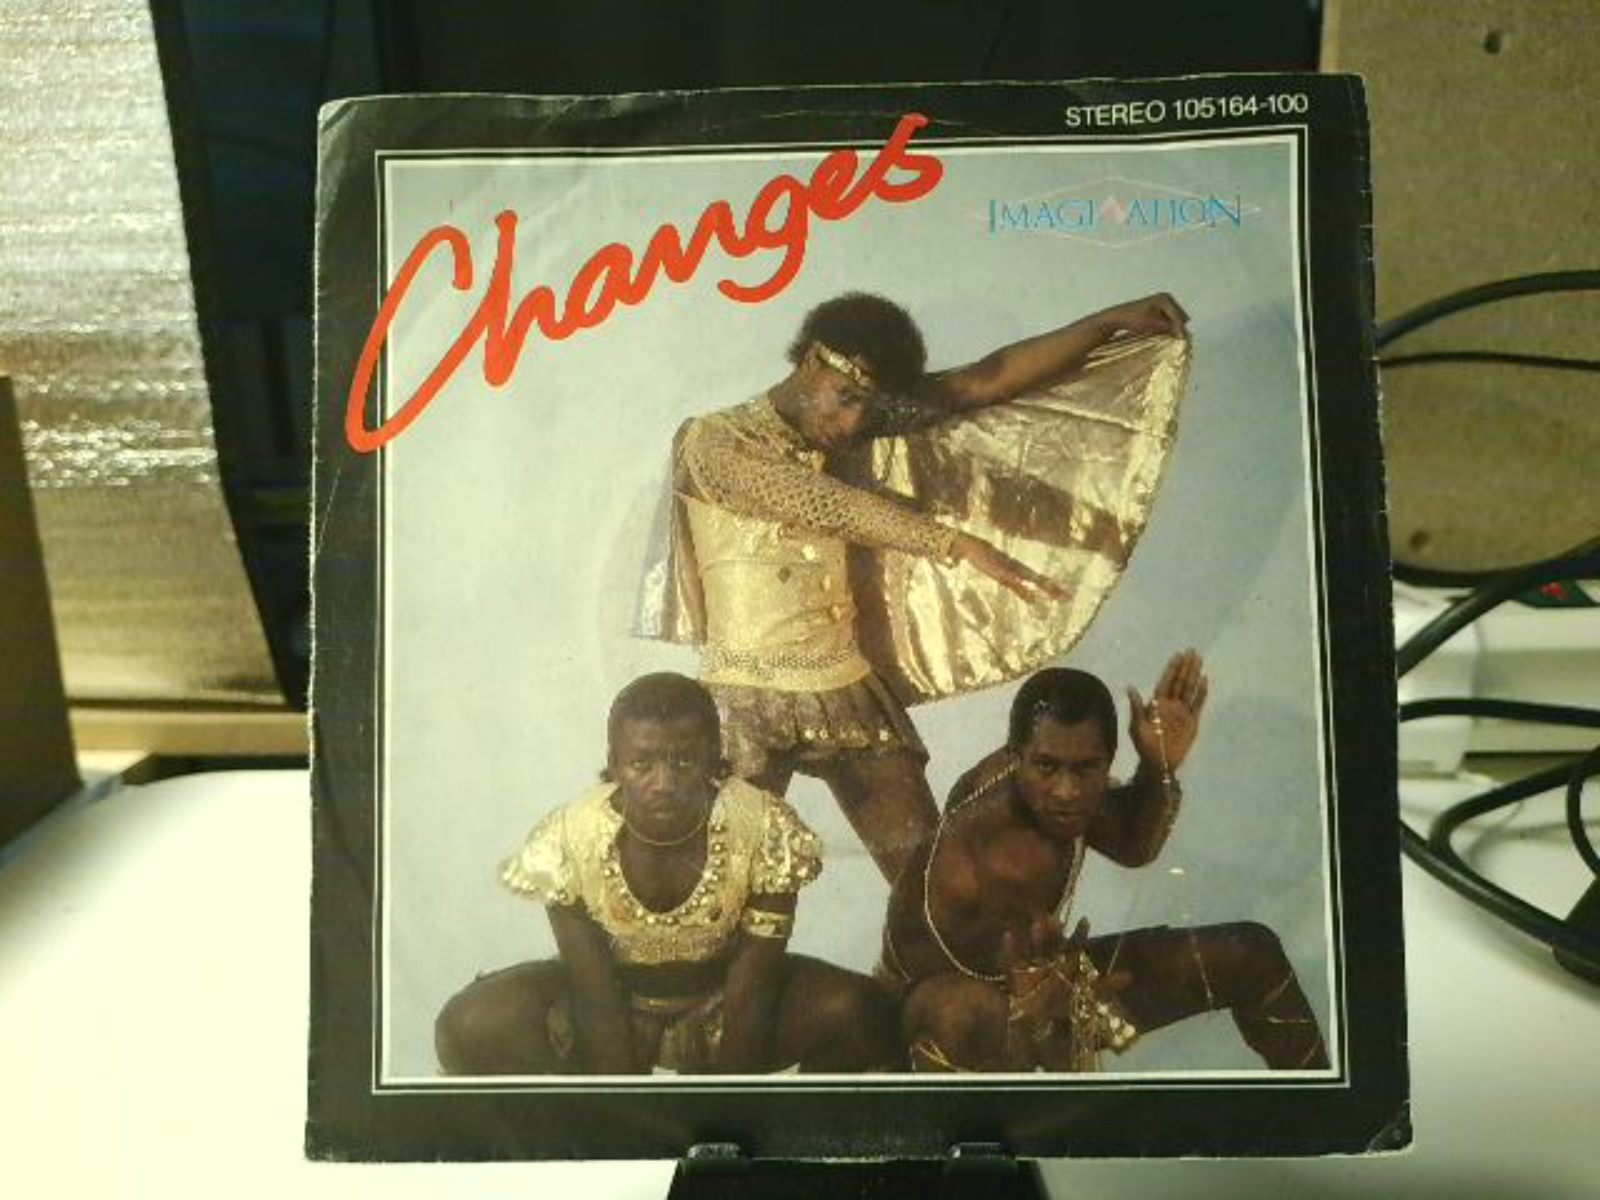 STEREO 105164-100
Changes
IMAGINATION